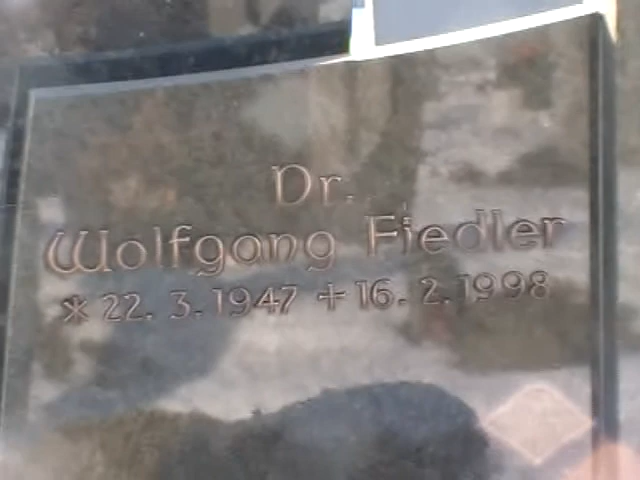 Dr.
Wolfgang Fiedler
* 22. 3. 1947 + 16. 2. 1998